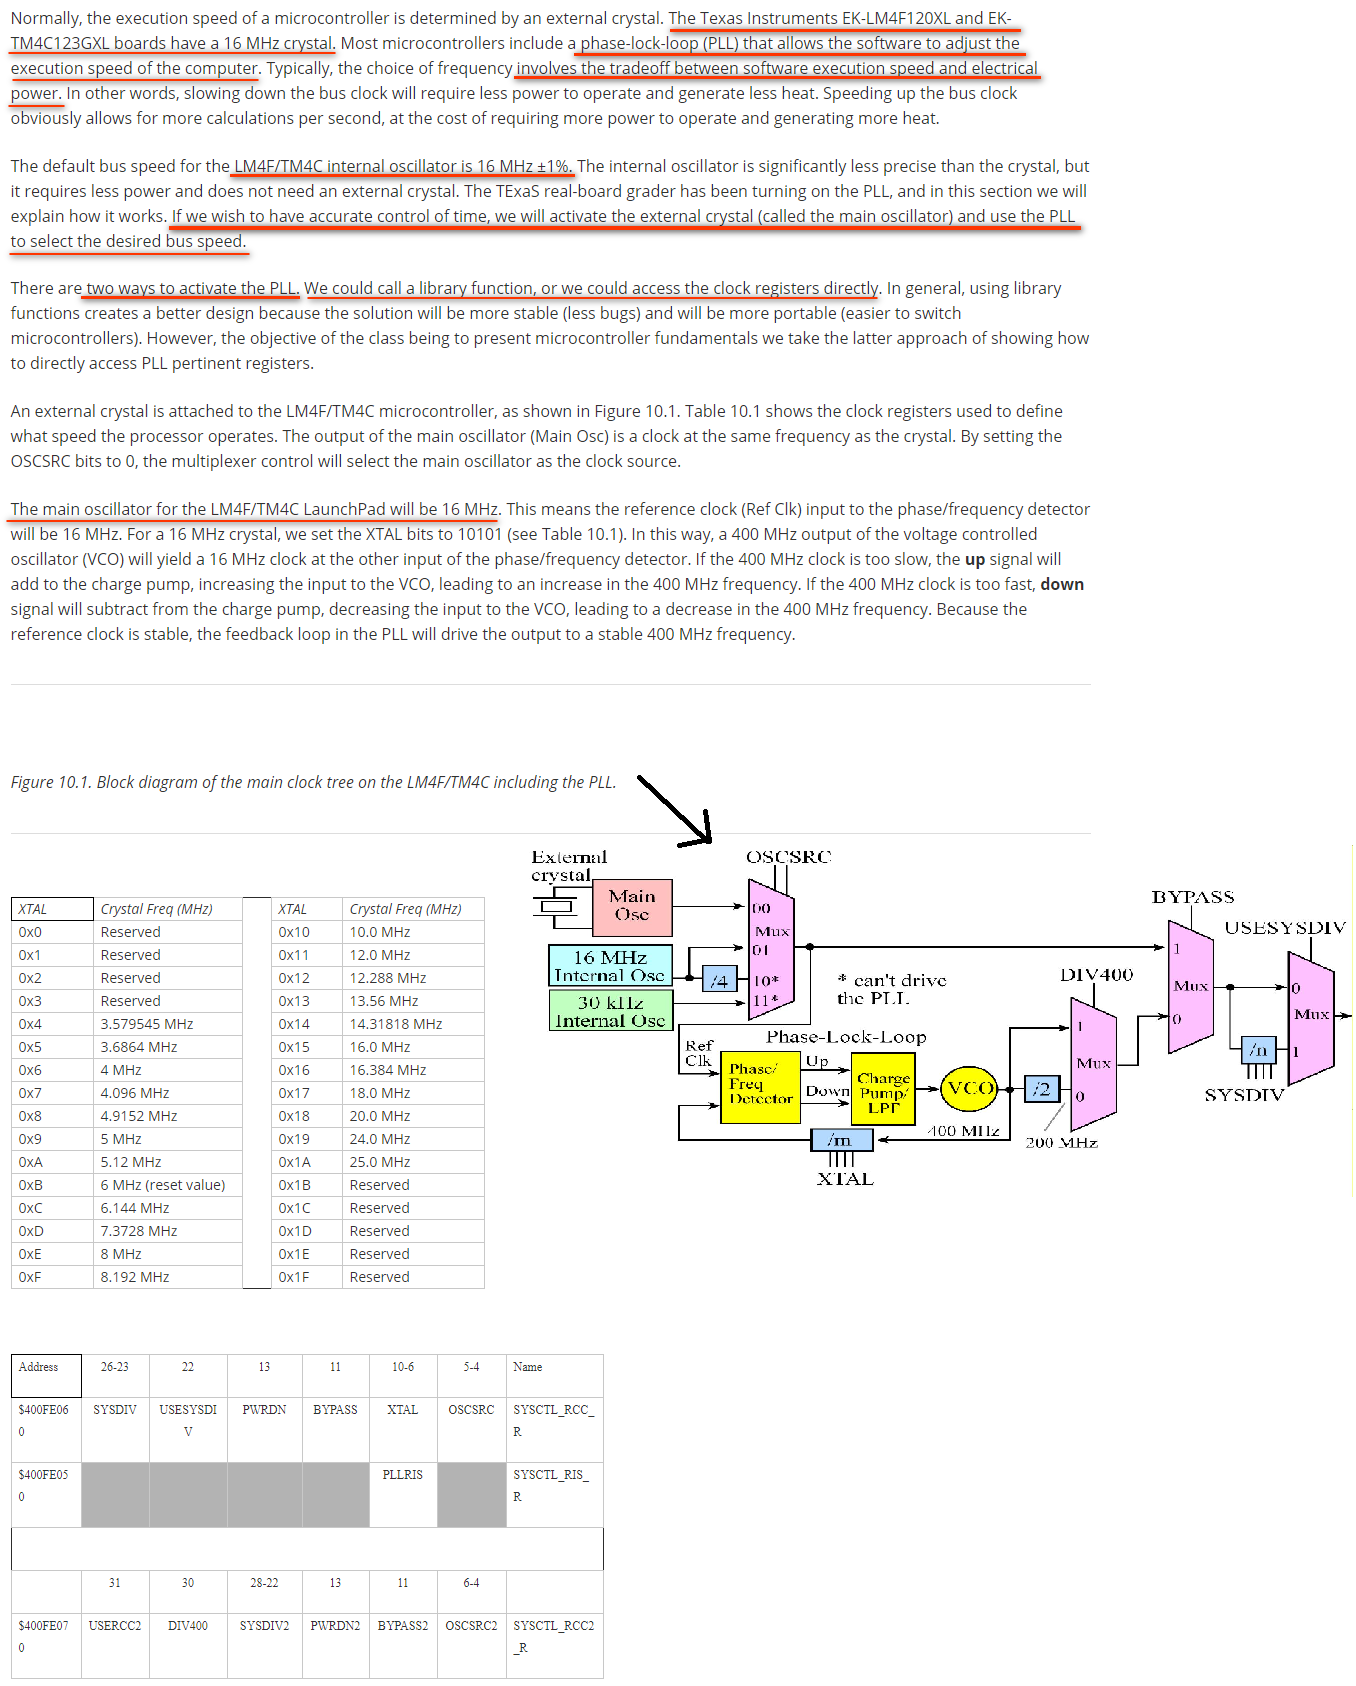 Normally, the execution speed of a microcontroller is determined by an external crystal. The Texas Instruments EK-LM4F120XL and EK-
TM4C123GXL boards have a 16 MHz crystal. Most microcontrollers include a phase-lock-loop (PLL) that allows the software to adjust the
execution speed of the computer. Typically, the choice of frequency involves the tradeoff between software execution speed and electrical
power. In other words, slowing down the bus clock will require less power to operate and generate less heat. Speeding up the bus clock
obviously allows for more calculations per second, at the cost of requiring more power to operate and generating more heat.
The default bus speed for the LM4F/TM4C internal oscillator is 16 MHz ±1%. The internal oscillator is significantly less precise than the crystal, but
it requires less power and does not need an external crystal. The TExaS real-board grader has been turning on the PLL, and in this section we will
explain how it works. If we wish to have accurate control of time, we will activate the external crystal (called the main oscillator) and use the PLL
to select the desired bus speed.
There are two ways to activate the PLL. We could call a library function, or we could access the clock registers directly. In general, using library
functions creates a better design because the solution will be more stable (less bugs) and will be more portable (easier to switch
microcontrollers). However, the objective of the class being to present microcontroller fundamentals we take the latter approach of showing how
to directly access PLL pertinent registers.
An external crystal is attached to the LM4F/TM4C microcontroller, as shown in Figure 10.1. Table 10.1 shows the clock registers used to define
what speed the processor operates. The output of the main oscillator (Main Osc) is a clock at the same frequency as the crystal. By setting the
OSCSRC bits to 0, the multiplexer control will select the main oscillator as the clock source.
The main oscillator for the LM4F/TM4C LaunchPad will be 16 MHz. This means the reference clock (Ref Clk) input to the phase/frequency detector
will be 16 MHz. For a 16 MHz crystal, we set the XTAL bits to 10101 (see Table 10.1). In this way, a 400 MHz output of the voltage controlled
oscillator (VCO) will yield a 16 MHz clock at the other input of the phase/frequency detector. If the 400 MHz clock is too slow, the up signal will
add to the charge pump, increasing the input to the VCO, leading to an increase in the 400 MHz frequency. If the 400 MHz clock is too fast, down
signal will subtract from the charge pump, decreasing the input to the VCO, leading to a decrease in the 400 MHz frequency. Because the
reference clock is stable, the feedback loop in the PLL will drive the output to a stable 400 MHz frequency.
Figure 10.1. Block diagram of the main clock tree on the LM4F/TM4C including the PLL.
XTAL Crystal Freq (MHz) XTAL Crystal Freq (MHz)
0x0 Reserved 0x10 10.0 MHz
0x1 Reserved 0x11 12.0 MHz
0x2 Reserved 0x12 12.288 MHz
0x3 Reserved 0x13 13.56 MHz
0x4 3.579545 MHz 0x14 14.31818 MHz
0x5 3.6864 MHz 0x15 16.0 MHz
0x6 4 MHz 0x16 16.384 MHz
0x7 4.096 MHz 0x17 18.0 MHz
0x8 4.9152 MHz 0x18 20.0 MHz
0x9 5 MHz 0x19 24.0 MHz
0xA 5.12 MHz 0x1A 25.0 MHz
0xB 6 MHz (reset value) 0x1B Reserved
0xC 6.144 MHz 0x1C Reserved
0xD 7.3728 MHz 0x1D Reserved
0xE 8 MHz 0x1E Reserved
0xF 8.192 MHz 0x1F Reserved
External
crystal
Main
Osc
16 MHz
Internal Osc
30 kHz
Internal Osc
/4
OSCSRC
00
Mux
01
10*
11*
* can't drive
the PLL
Phase-Lock-Loop
Ref
Clk
Phase/
Freq
Detector
Up
Down
Charge
Pump/
LPF
VCO
400 MHz
/m
XTAL
/2
200 MHz
DIV400
1
Mux
0
BYPASS
1
Mux
0
USESYSDIV
0
Mux
1
/n
SYSDIV
Address 26-23 22 13 11 10-6 5-4 Name
$400FE06 SYSDIV USESYSDI PWRDN BYPASS XTAL OSCSRC SYSCTL_RCC_
0 V R
$400FE05 PLLRIS SYSCTL_RIS_
0 R
31 30 28-22 13 11 6-4
$400FE07 USERCC2 DIV400 SYSDIV2 PWRDN2 BYPASS2 OSCSRC2 SYSCTL_RCC2
0 _R